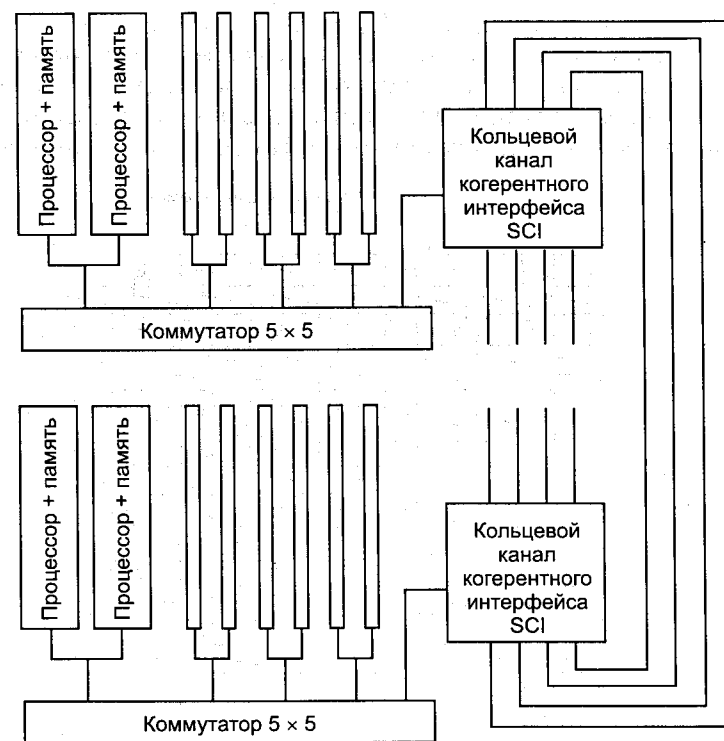 Процессор + память
Процессор + память
Кольцевой
канал
когерентного
интерфейса
SCI
Коммутатор 5 × 5
Процессор + память
Процессор + память
Кольцевой
канал
когерентного
интерфейса
SCI
Коммутатор 5 × 5